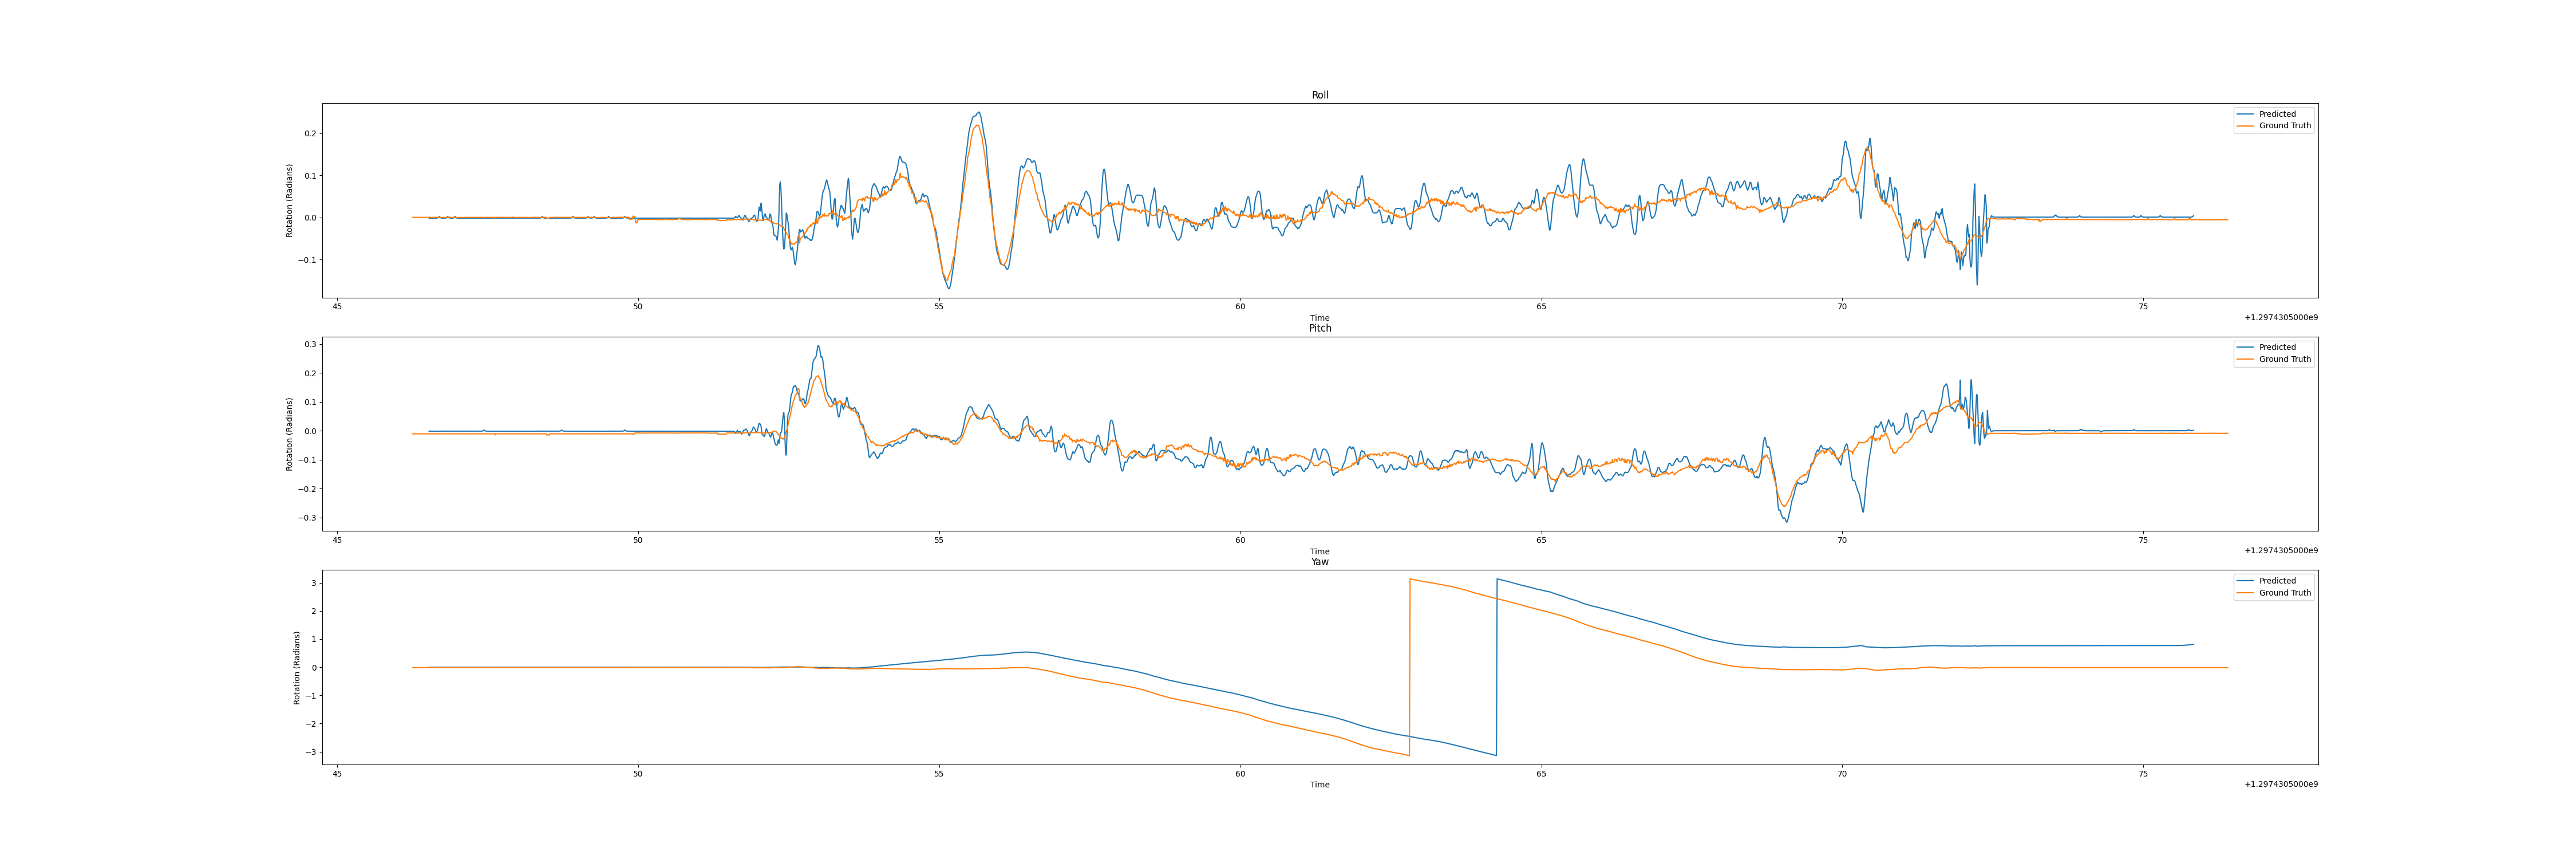 Roll
Rotation (Radians)
0.2
0.1
0.0
−0.1
Predicted
Ground Truth
45 50 55 60 65 70 75
Time
+1.2974305000e9
Pitch
Rotation (Radians)
0.3
0.2
0.1
0.0
−0.1
−0.2
−0.3
Predicted
Ground Truth
45 50 55 60 65 70 75
Time
+1.2974305000e9
Yaw
Rotation (Radians)
3
2
1
0
−1
−2
−3
Predicted
Ground Truth
45 50 55 60 65 70 75
Time
+1.2974305000e9